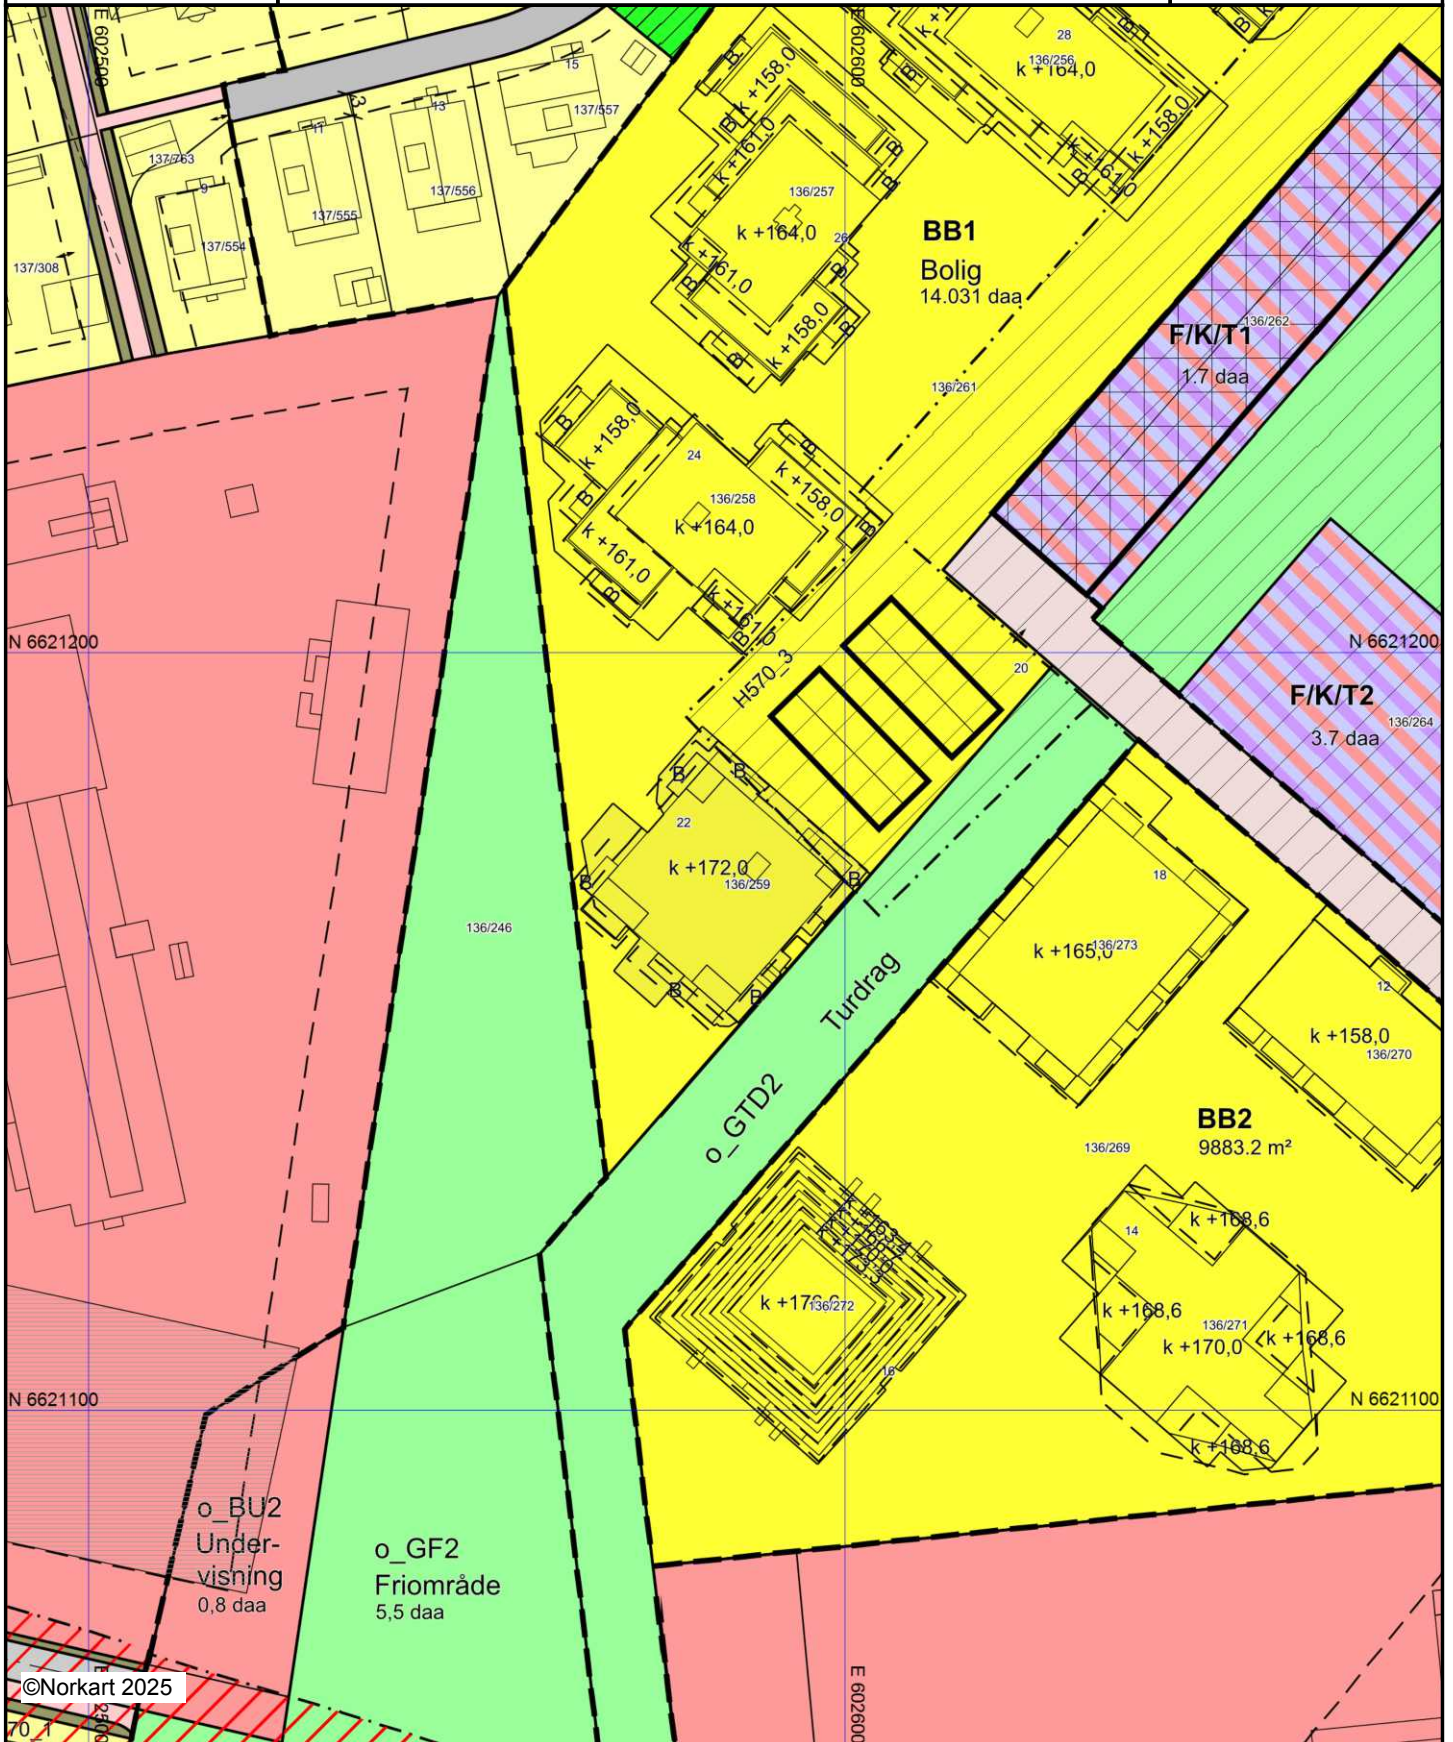 E 602500
E 602600
28
136/256
k +164,0
k +158,0
k +161,0
B
B
B
15
137/557
13
137/556
11
137/555
3
137/763
9
137/554
137/308
k +158,0
B
B
k +161,0
B
B
136/257
k +164,0
26
k +161,0
B
B
k +158,0
B
B
BB1
Bolig
14.031 daa
F/K/T1
136/262
1.7 daa
136/261
k +158,0
B
B
24
136/258
k +164,0
B
k +158,0
B
k +161,0
B
k +161,0
B
H570_3
N 6621200
N 6621200
20
F/K/T2
136/264
3.7 daa
B
B
22
k +172,0
136/259
B
B
B
B
136/246
18
k +165,0
136/273
Turdrag
o_GTD2
12
k +158,0
136/270
BB2
9883.2 m²
136/269
14
k +168,6
k +168,6
136/271
k +170,0
k +168,6
k +168,6
136/272
16
N 6621100
N 6621100
o_BU2
Under-
visning
0,8 daa
o_GF2
Friområde
5,5 daa
©Norkart 2025
70_1
E 602600